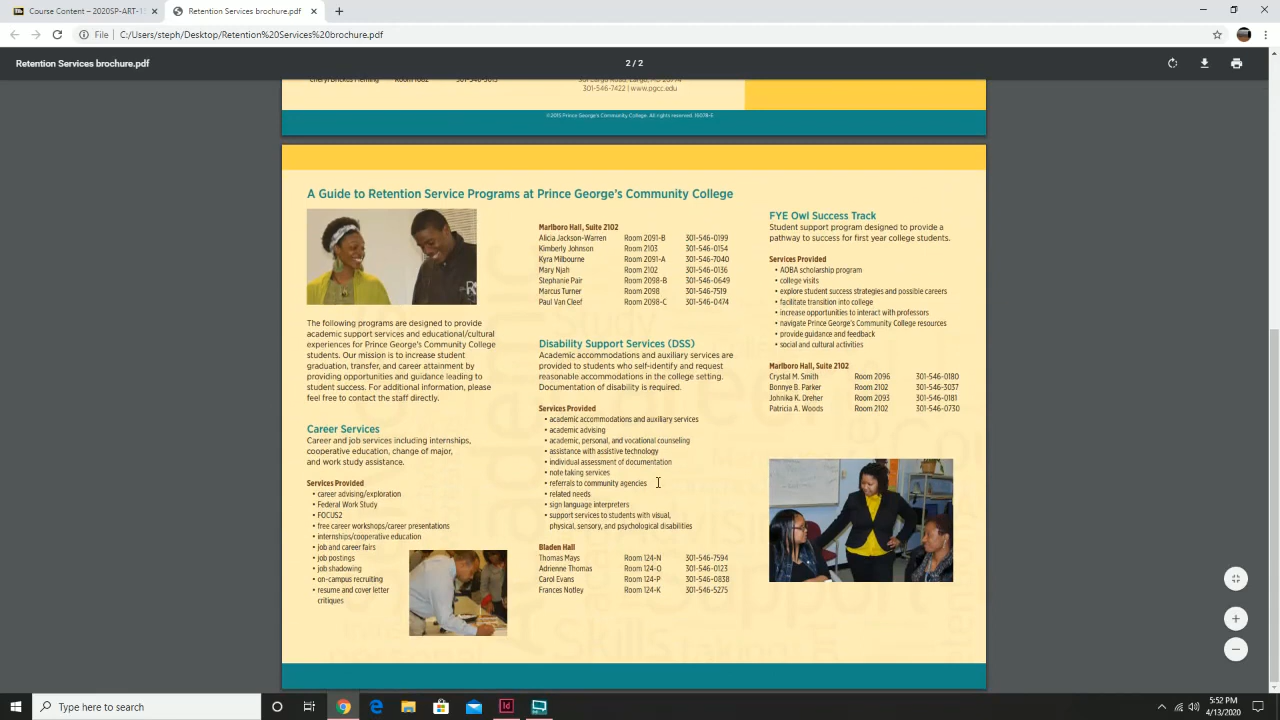 Course Content – 2020SP-ART-1
Retention Services brochure.pdf
File | C:/Users/steph/Desktop/Retention%20Services%20brochure.pdf
Retention Services brochure.pdf
2 / 2
Room 1002
301-546-7422 | www.pgcc.edu
©2015 Prince George's Community College. All rights reserved.
A Guide to Retention Service Programs at Prince George's Community College
The following programs are designed to provide
academic support services and educational/cultural
experiences for Prince George's Community College
students. Our mission is to increase student
graduation, transfer, and career attainment by
providing opportunities and guidance leading to
student success. For additional information, please
feel free to contact the staff directly.
Career Services
Career and job services including internships,
cooperative education, change of major,
and work study assistance.
Services Provided
• career advising/exploration
• Federal Work Study
• FOCUS2
• free career workshops/career presentations
• internships/cooperative education
• job and career fairs
• job postings
• job shadowing
• on-campus recruiting
• resume and cover letter
critiques
Marlboro Hall, Suite 2102
Alicia Jackson-Warren Room 2091-B 301-546-0199
Kimberly Johnson Room 2103 301-546-0154
Kyra Milbourne Room 2091-A 301-546-7040
Mary Njah Room 2102 301-546-0136
Stephanie Pair Room 2098-B 301-546-0649
Marcus Turner Room 2098 301-546-7519
Paul Van Cleef Room 2098-C 301-546-0474
Disability Support Services (DSS)
Academic accommodations and auxiliary services are
provided to students who self-identify and request
reasonable accommodations in the college setting.
Documentation of disability is required.
Services Provided
• academic accommodations and auxiliary services
• academic advising
• academic, personal, and vocational counseling
• assistance with assistive technology
• individual assessment of documentation
• note taking services
• referrals to community agencies
• related needs
• sign language interpreters
• support services to students with visual,
physical, sensory, and psychological disabilities
Bladen Hall
Thomas Mays Room 124-N 301-546-7594
Adrienne Thomas Room 124-O 301-546-0123
Carol Evans Room 124-P 301-546-0838
Frances Notley Room 124-K 301-546-5275
FYE Owl Success Track
Student support program designed to provide a
pathway to success for first year college students.
Services Provided
• AOBA scholarship program
• college visits
• explore student success strategies and possible careers
• facilitate transition into college
• increase opportunities to interact with professors
• navigate Prince George's Community College resources
• provide guidance and feedback
• social and cultural activities
Marlboro Hall, Suite 2102
Crystal M. Smith Room 2096 301-546-0180
Bonnye B. Parker Room 2102 301-546-3037
Johnika K. Dreher Room 2093 301-546-0181
Patricia A. Woods Room 2102 301-546-0730
Type here to search
5:52 PM
4/13/2020